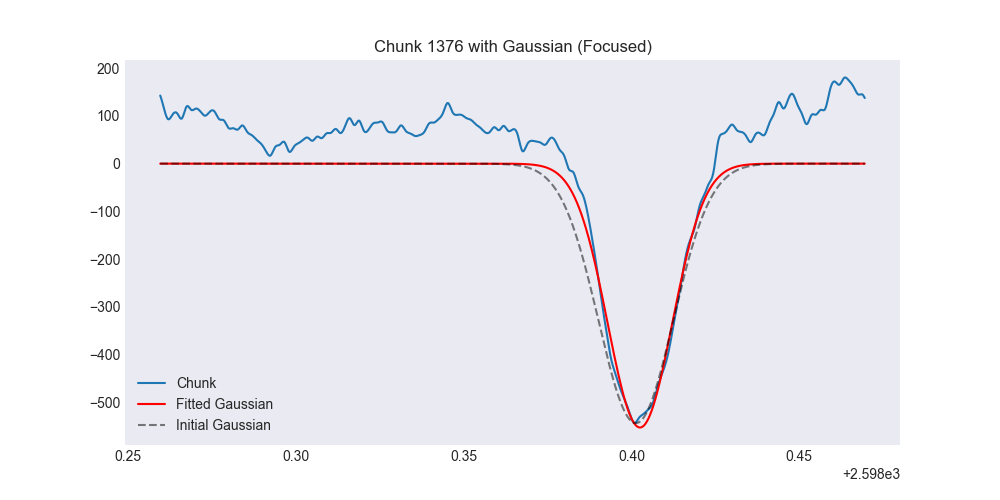 Chunk 1376 with Gaussian (Focused)
200
100
0
−100
−200
−300
−400
−500
Chunk
Fitted Gaussian
Initial Gaussian
0.25 0.30 0.35 0.40 0.45
+2.598e3